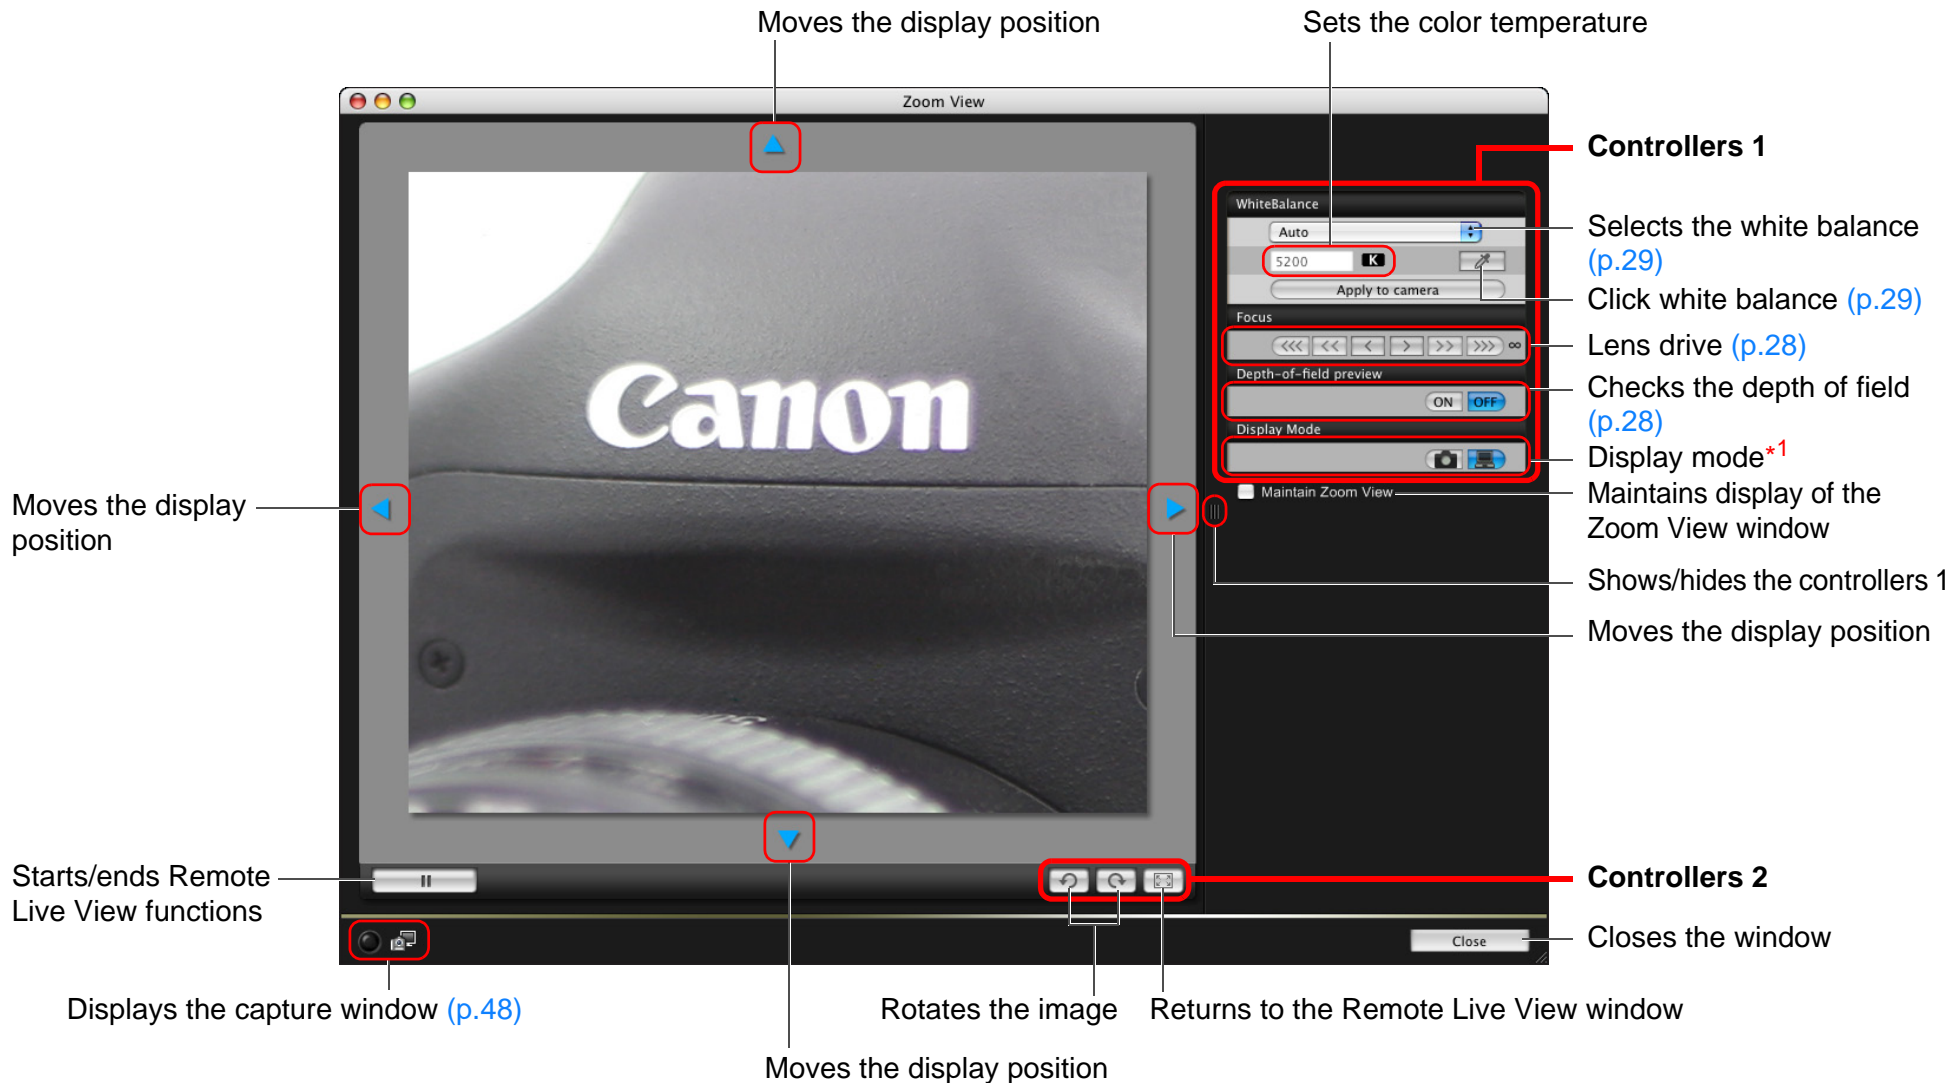 Moves the display position
Sets the color temperature
Zoom View
Controllers 1
WhiteBalance
Auto
Selects the white balance
(p.29)
5200 K
Apply to camera
Click white balance (p.29)
Focus
<<< << < > >> >>> ∞
Lens drive (p.28)
Depth-of-field preview
ON OFF
Checks the depth of field
(p.28)
Display Mode
Display mode*1
Maintain Zoom View
Maintains display of the
Zoom View window
Canon
Moves the display
position
Shows/hides the controllers 1
Moves the display position
Starts/ends Remote
Live View functions
Controllers 2
Close
Closes the window
Displays the capture window (p.48)
Rotates the image
Returns to the Remote Live View window
Moves the display position